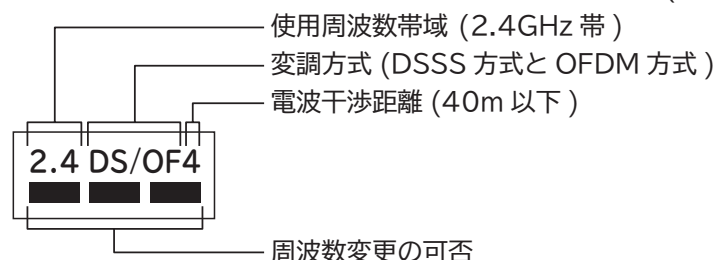 使用周波数帯域 (2.4GHz 帯 )
変調方式 (DSSS 方式と OFDM 方式 )
電波干渉距離 (40m 以下 )
2.4 DS/OF4
周波数変更の可否